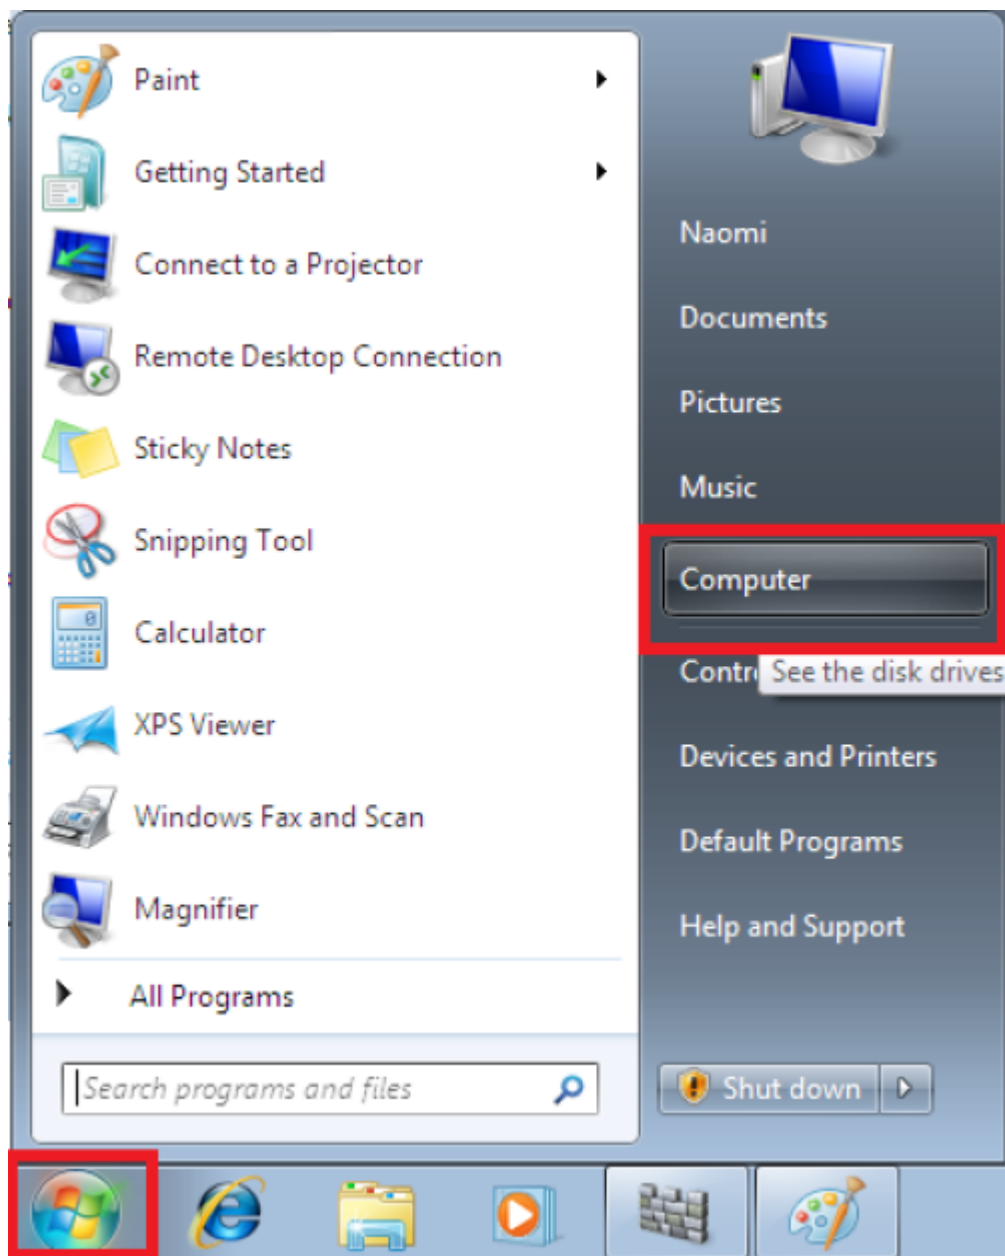 Paint
Getting Started
Connect to a Projector
Remote Desktop Connection
Sticky Notes
Snipping Tool
Calculator
XPS Viewer
Windows Fax and Scan
Magnifier
All Programs
Search programs and files
Naomi
Documents
Pictures
Music
Computer
Contr
See the disk drives
Devices and Printers
Default Programs
Help and Support
Shut down